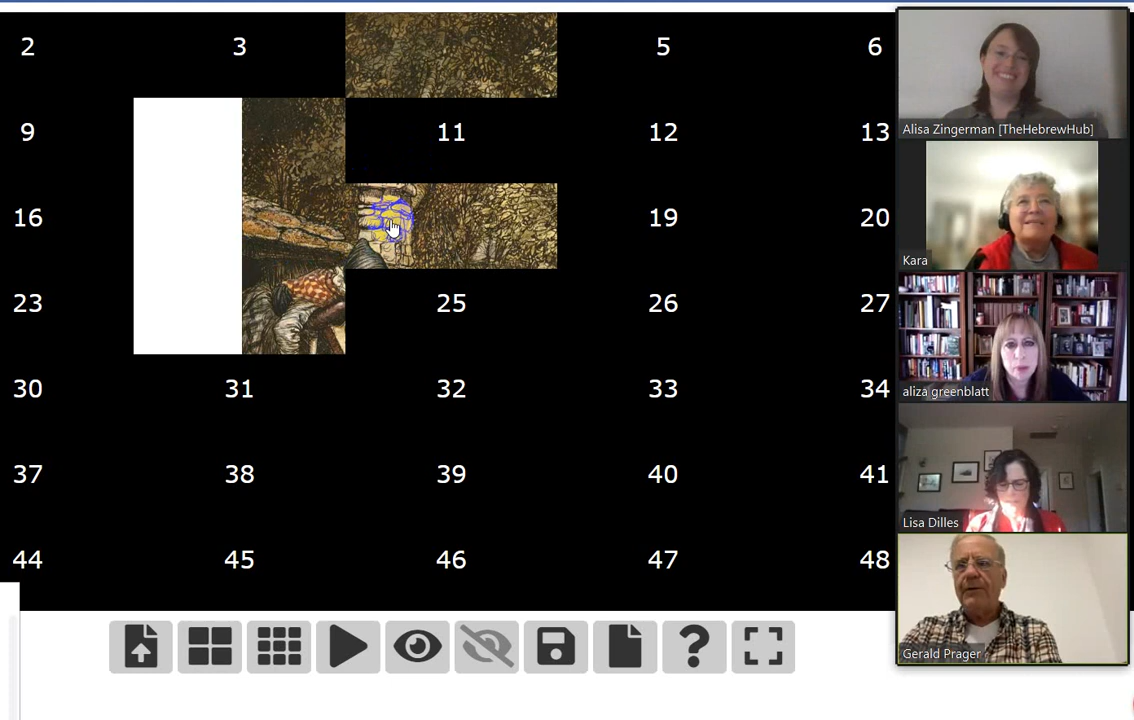 2 3 5 6
9 11 12 13
16 19 20
23 25 26 27
30 31 32 33 34
37 38 39 40 41
44 45 46 47 48
?
Alisa Zingerman [TheHebrewHub]
Kara
aliza greenblatt
Lisa Dilles
Gerald Prager